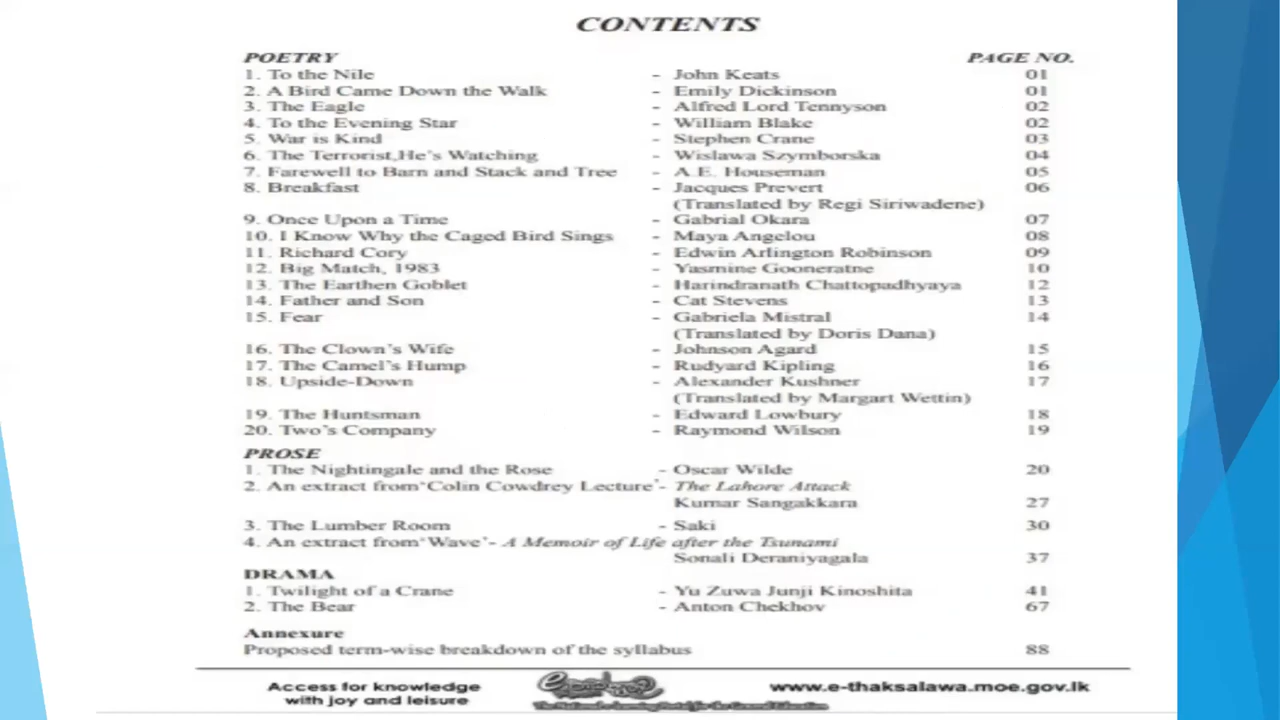 CONTENTS
POETRY PAGE NO.
1. To the Nile - John Keats 01
2. A Bird Came Down the Walk - Emily Dickinson 01
3. The Eagle - Alfred Lord Tennyson 02
4. To the Evening Star - William Blake 02
5. War is Kind - Stephen Crane 03
6. The Terrorist,He's Watching - Wislawa Szymborska 04
7. Farewell to Barn and Stack and Tree - A.E. Houseman 05
8. Breakfast - Jacques Prevert 06
(Translated by Regi Siriwadene)
9. Once Upon a Time - Gabrial Okara 07
10. I Know Why the Caged Bird Sings - Maya Angelou 08
11. Richard Cory - Edwin Arlington Robinson 09
12. Big Match, 1983 - Yasmine Gooneratne 10
13. The Earthen Goblet - Harindranath Chattopadhyaya 12
14. Father and Son - Cat Stevens 13
15. Fear - Gabriela Mistral 14
(Translated by Doris Dana)
16. The Clown's Wife - Johnson Agard 15
17. The Camel's Hump - Rudyard Kipling 16
18. Upside-Down - Alexander Kushner 17
(Translated by Margart Wettin)
19. The Huntsman - Edward Lowbury 18
20. Two's Company - Raymond Wilson 19
PROSE
1. The Nightingale and the Rose - Oscar Wilde 20
2. An extract from'Colin Cowdrey Lecture'- The Lahore Attack
Kumar Sangakkara 27
3. The Lumber Room - Saki 30
4. An extract from'Wave'- A Memoir of Life after the Tsunami
Sonali Deraniyagala 37
DRAMA
1. Twilight of a Crane - Yu Zuwa Junji Kinoshita 41
2. The Bear - Anton Chekhov 67
Annexure
Proposed term-wise breakdown of the syllabus 88
Access for knowledge
with joy and leisure
www.e-thaksalawa.moe.gov.lk
The National e-learning Portal for the General Education